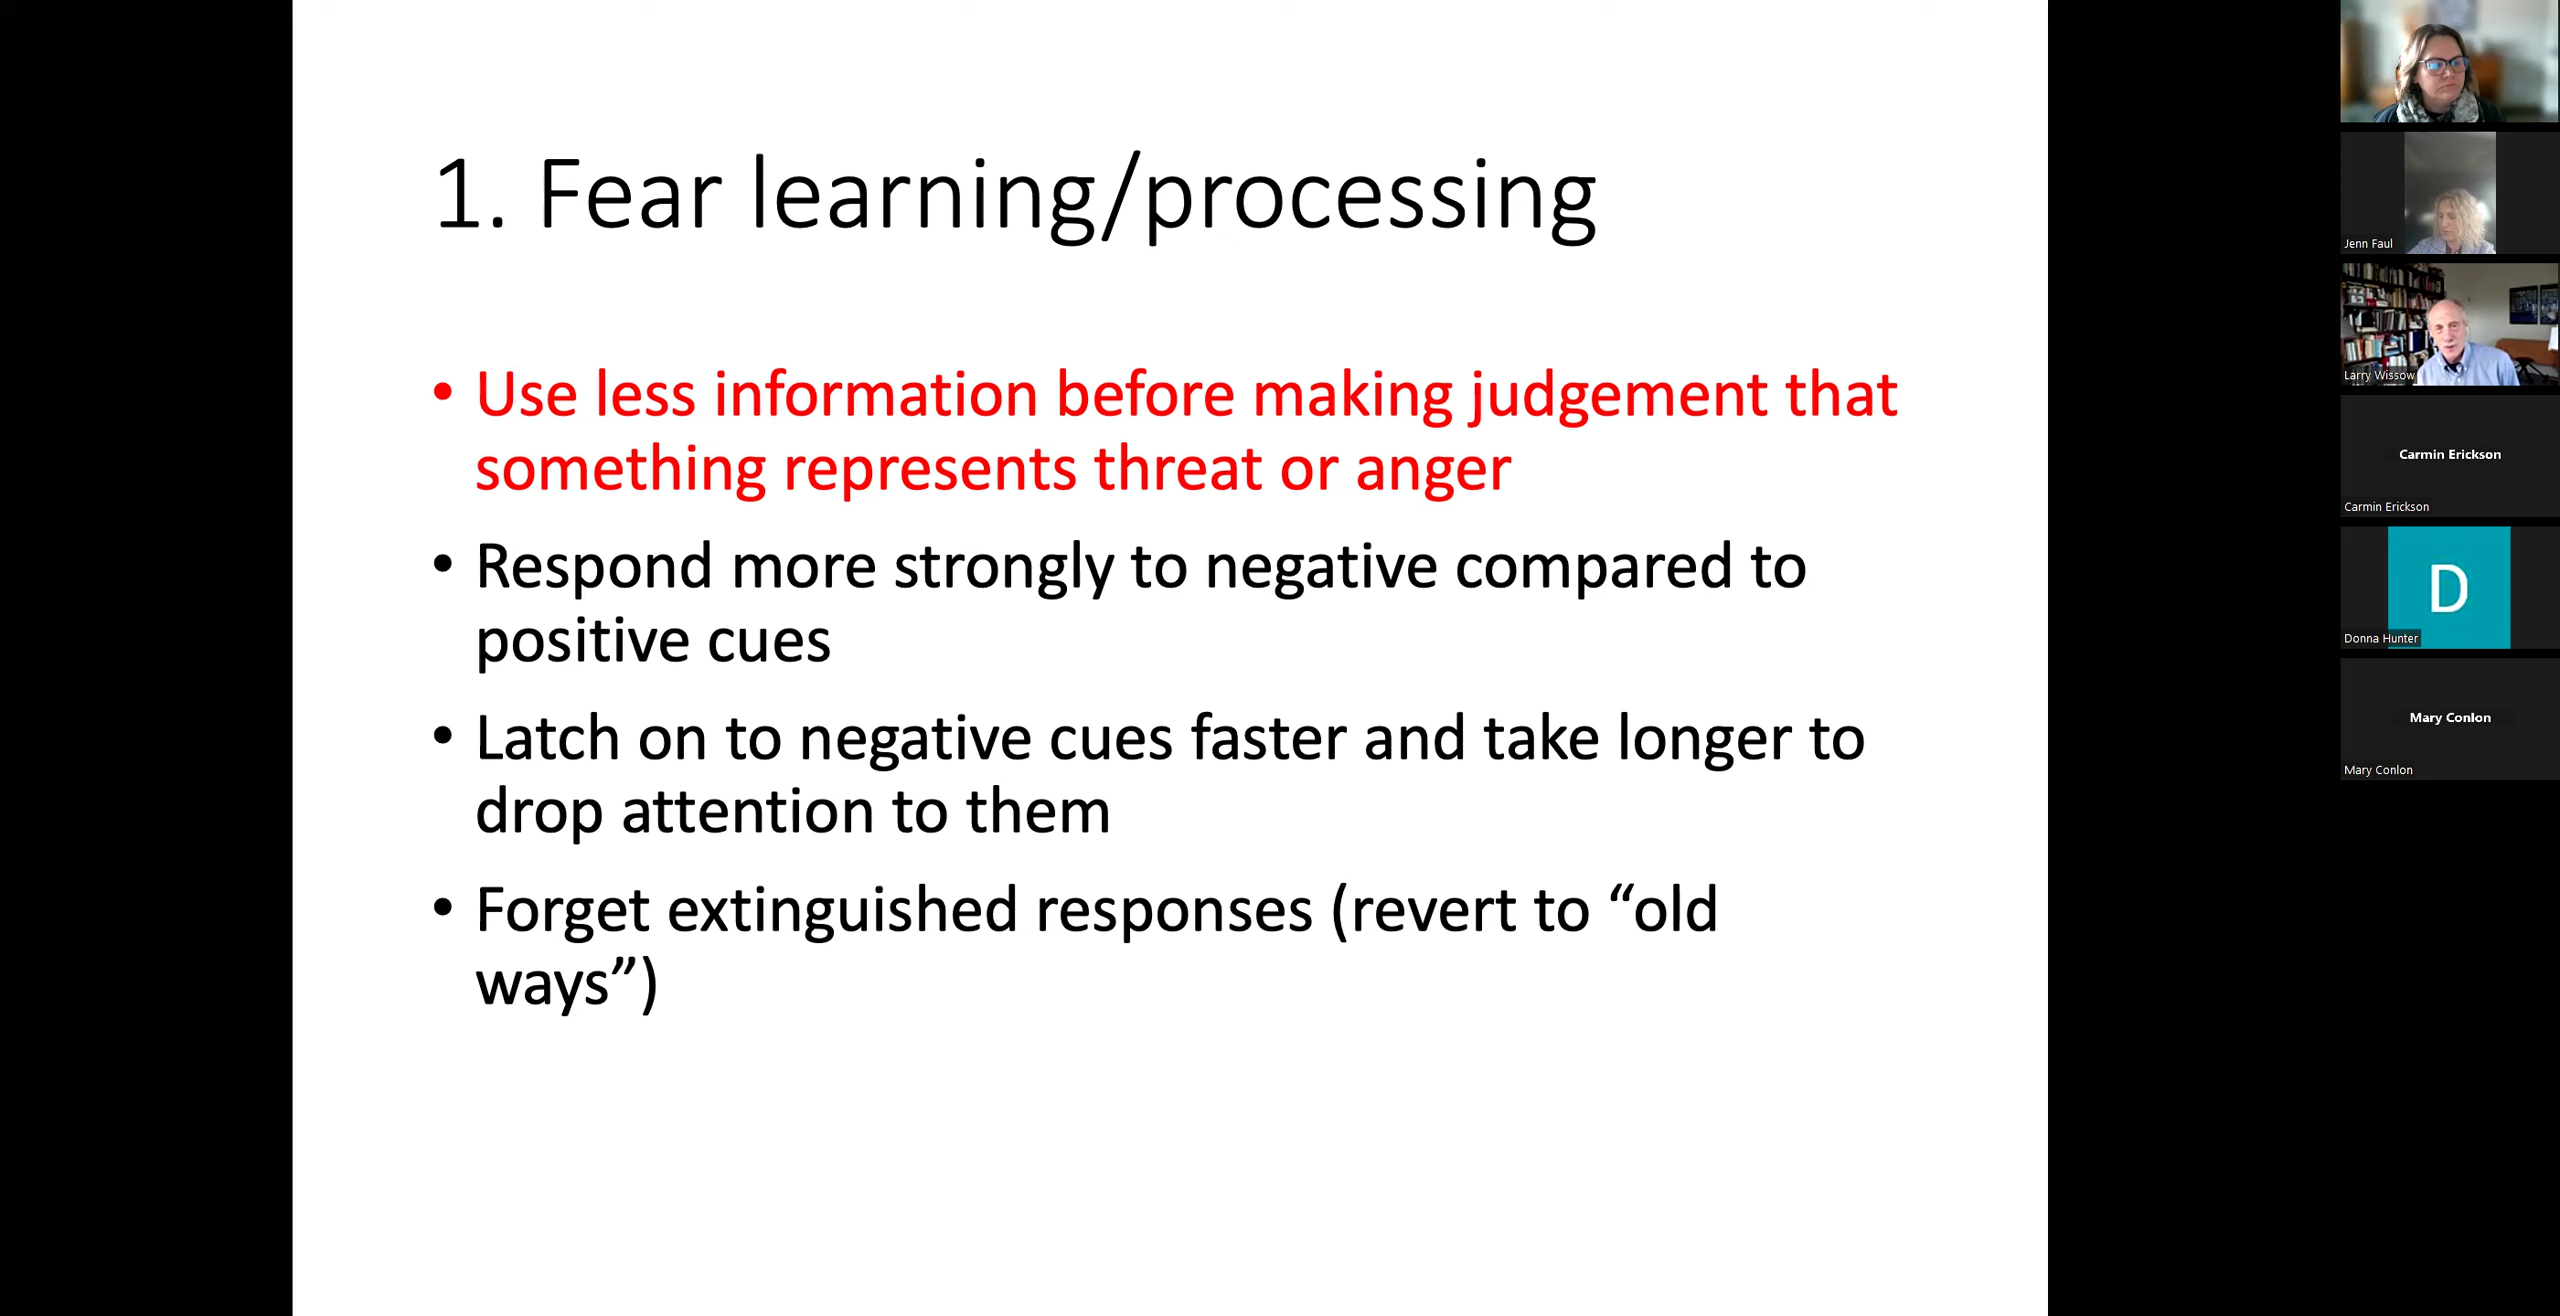 1. Fear learning/processing
• Use less information before making judgement that
something represents threat or anger
• Respond more strongly to negative compared to
positive cues
• Latch on to negative cues faster and take longer to
drop attention to them
• Forget extinguished responses (revert to “old
ways”)
Jenn Faul
Larry Wissow
Carmin Erickson
Carmin Erickson
D
Donna Hunter
Mary Conlon
Mary Conlon